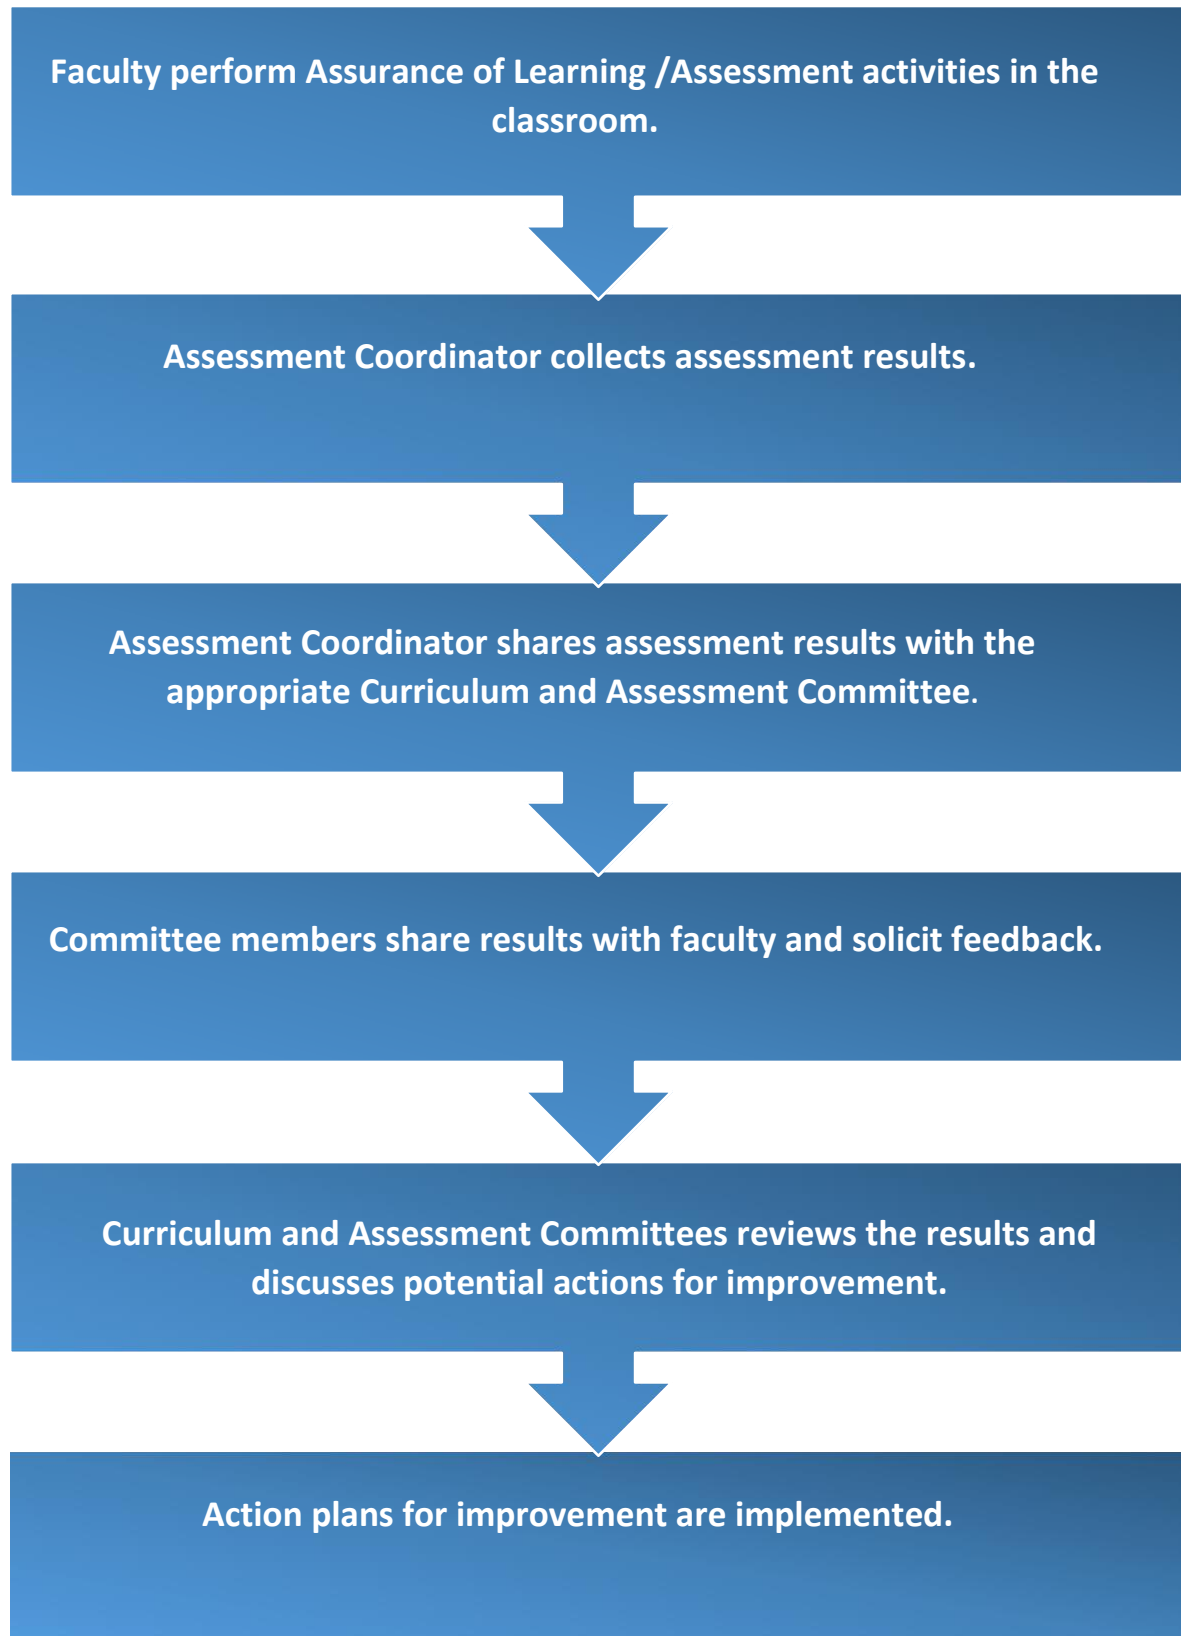 Faculty perform Assurance of Learning /Assessment activities in the
classroom.
Assessment Coordinator collects assessment results.
Assessment Coordinator shares assessment results with the
appropriate Curriculum and Assessment Committee.
Committee members share results with faculty and solicit feedback.
Curriculum and Assessment Committees reviews the results and
discusses potential actions for improvement.
Action plans for improvement are implemented.